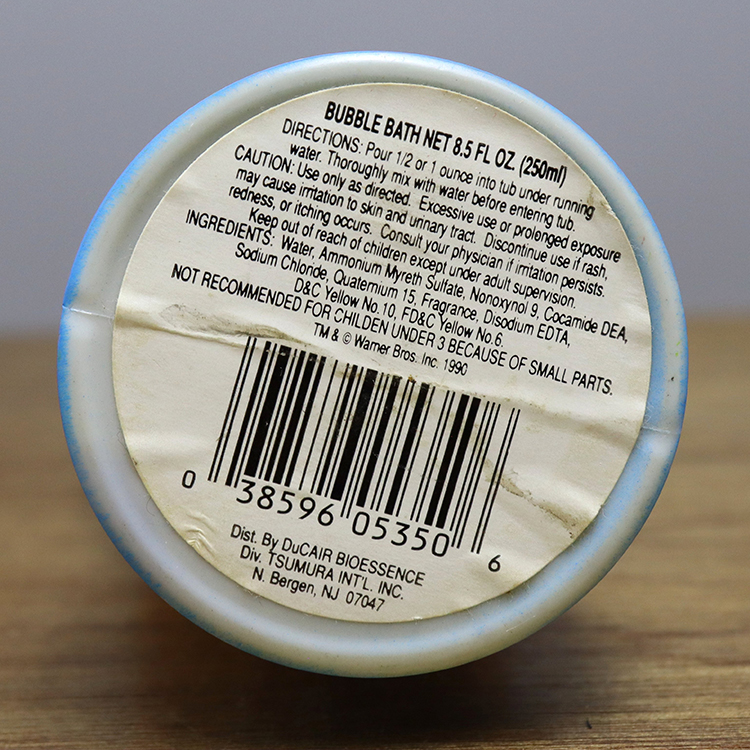 BUBBLE BATH NET 8.5 FL OZ. (250ml)
DIRECTIONS: Pour 1/2 or 1 ounce into tub under running
water. Thoroughly mix with water before entering tub.
CAUTION: Use only as directed. Excessive use or prolonged exposure
may cause irritation to skin and urinary tract. Discontinue use if rash,
redness, or itching occurs. Consult your physician if irritation persists.
Keep out of reach of children except under adult supervision.
INGREDIENTS: Water, Ammonium Myreth Sulfate, Nonoxynol 9, Cocamide DEA,
Sodium Chloride, Quaternium 15, Fragrance, Disodium EDTA,
D&C Yellow No.10, FD&C Yellow No.6.
NOT RECOMMENDED FOR CHILDEN UNDER 3 BECAUSE OF SMALL PARTS.
TM & © Warner Bros. Inc. 1990
0 38596 05350 6
Dist. By DuCAIR BIOESSENCE
Div. TSUMURA INT'L. INC.
N. Bergen, NJ 07047